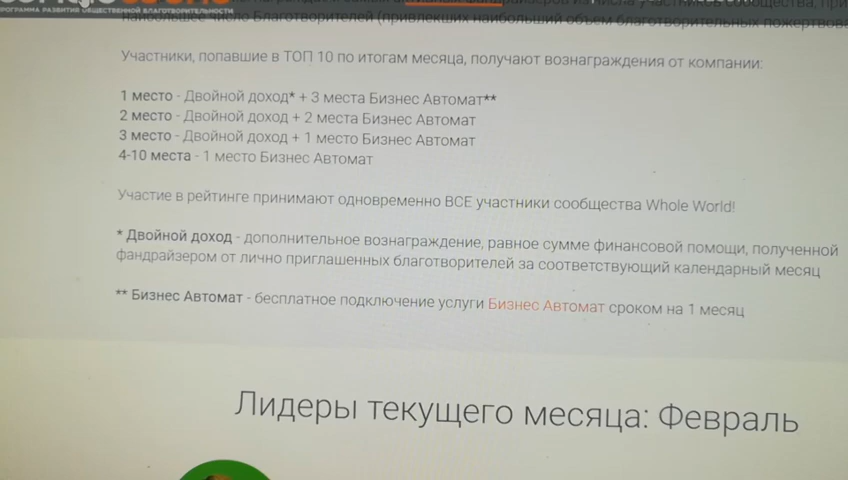 ПРОГРАММА РАЗВИТИЯ ОБЩЕСТВЕННОЙ БЛАГОТВОРИТЕЛЬНОСТИ
наибольшее число Благотворителей (привлекших наибольший объем благотворительных пожертвова
Участники, попавшие в ТОП 10 по итогам месяца, получают вознаграждения от компании:
1 место - Двойной доход* + 3 места Бизнес Автомат**
2 место - Двойной доход + 2 места Бизнес Автомат
3 место - Двойной доход + 1 место Бизнес Автомат
4-10 места - 1 место Бизнес Автомат
Участие в рейтинге принимают одновременно ВСЕ участники сообщества Whole World!
* Двойной доход - дополнительное вознаграждение, равное сумме финансовой помощи, полученной
фандрайзером от лично приглашенных благотворителей за соответствующий календарный месяц
** Бизнес Автомат - бесплатное подключение услуги Бизнес Автомат сроком на 1 месяц
Лидеры текущего месяца: Февраль